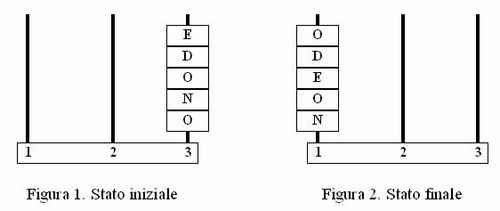 E
D
O
N
O
1 2 3
Figura 1. Stato iniziale
O
D
E
O
N
1 2 3
Figura 2. Stato finale